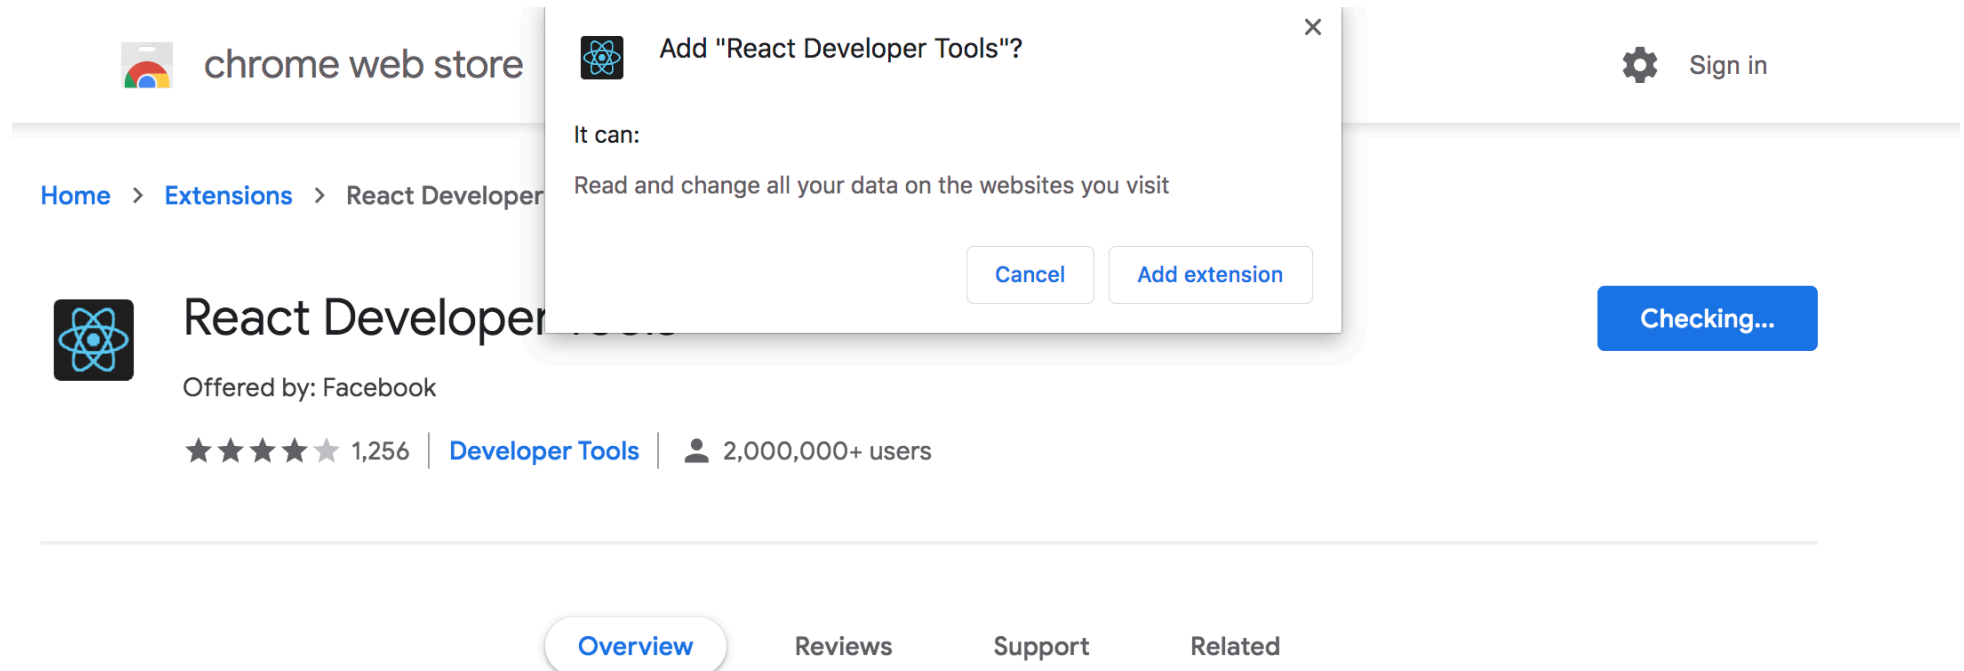 chrome web store
Add "React Developer Tools"?
Sign in
It can:
Read and change all your data on the websites you visit
Cancel
Add extension
Home > Extensions > React Developer
React Developer
Checking...
Offered by: Facebook
1,256
Developer Tools
2,000,000+ users
Overview
Reviews
Support
Related